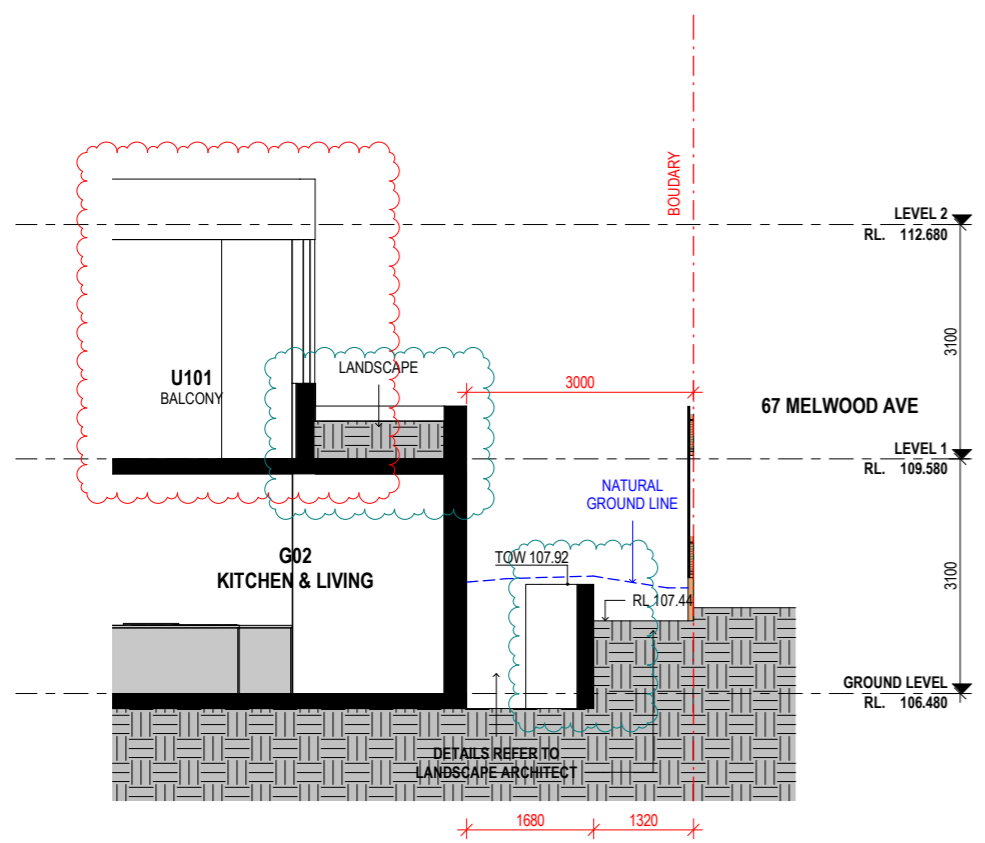 BOUDARY
LEVEL 2
RL. 112.680
3100
LANDSCAPE
U101
BALCONY
3000
67 MELWOOD AVE
LEVEL 1
RL. 109.580
NATURAL
GROUND LINE
G02
KITCHEN & LIVING
TOW 107.92
RL 107.44
3100
GROUND LEVEL
RL. 106.480
DETAILS REFER TO
LANDSCAPE ARCHITECT
1680
1320